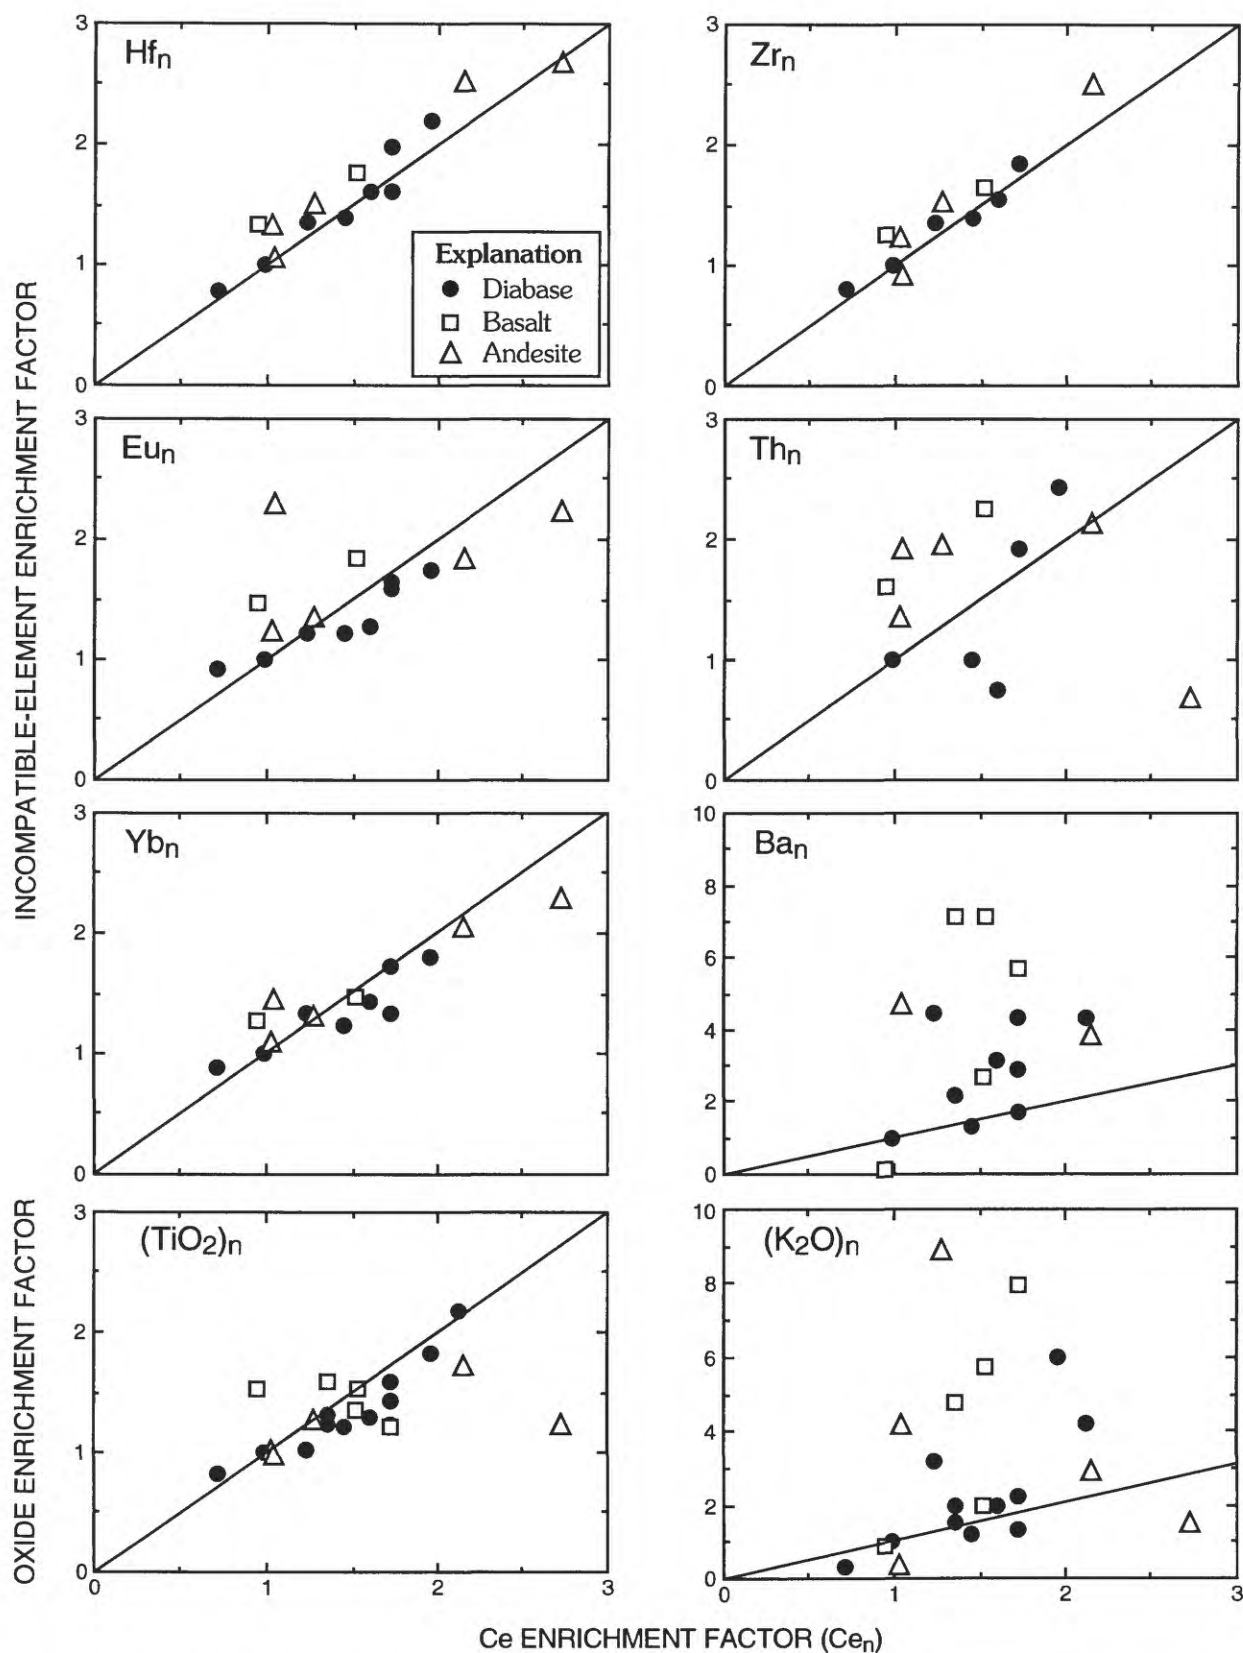 INCOMPATIBLE-ELEMENT ENRICHMENT FACTOR
OXIDE ENRICHMENT FACTOR
Hfn
3
2
1
0
Explanation
Diabase
Basalt
Andesite
Zrn
3
2
1
0
Eun
3
2
1
0
Thn
3
2
1
0
Ybn
3
2
1
0
Ban
10
8
6
4
2
0
(TiO2)n
3
2
1
0
0 1 2 3
(K2O)n
10
8
6
4
2
0
0 1 2 3
Ce ENRICHMENT FACTOR (Cen)